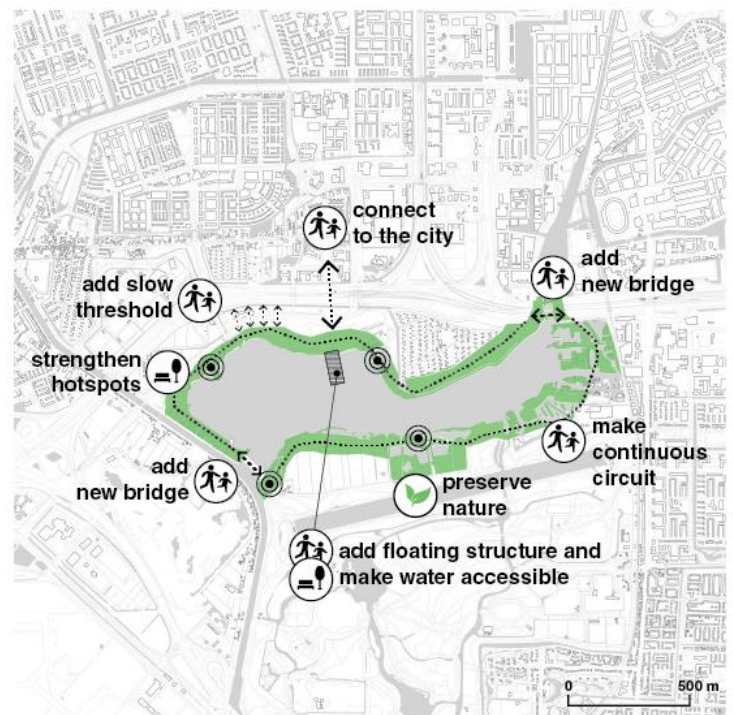 connect
to the city
add
new bridge
add slow
threshold
strengthen
hotspots
make
continuous
circuit
add
new bridge
preserve
nature
add floating structure and
make water accessible
0
500 m